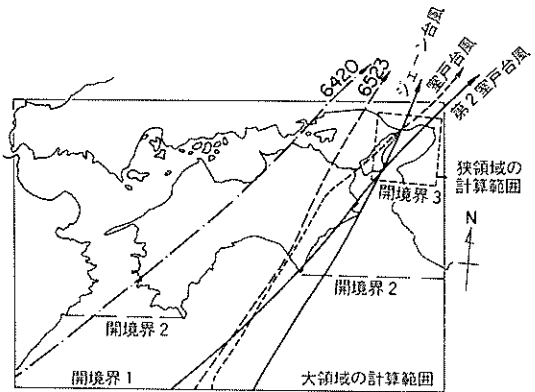 6420
6523
ジェーン台風
室戸台風
第2室戸台風
狭領域の
計算範囲
開境界3
N
開境界2
開境界2
開境界1
大領域の計算範囲